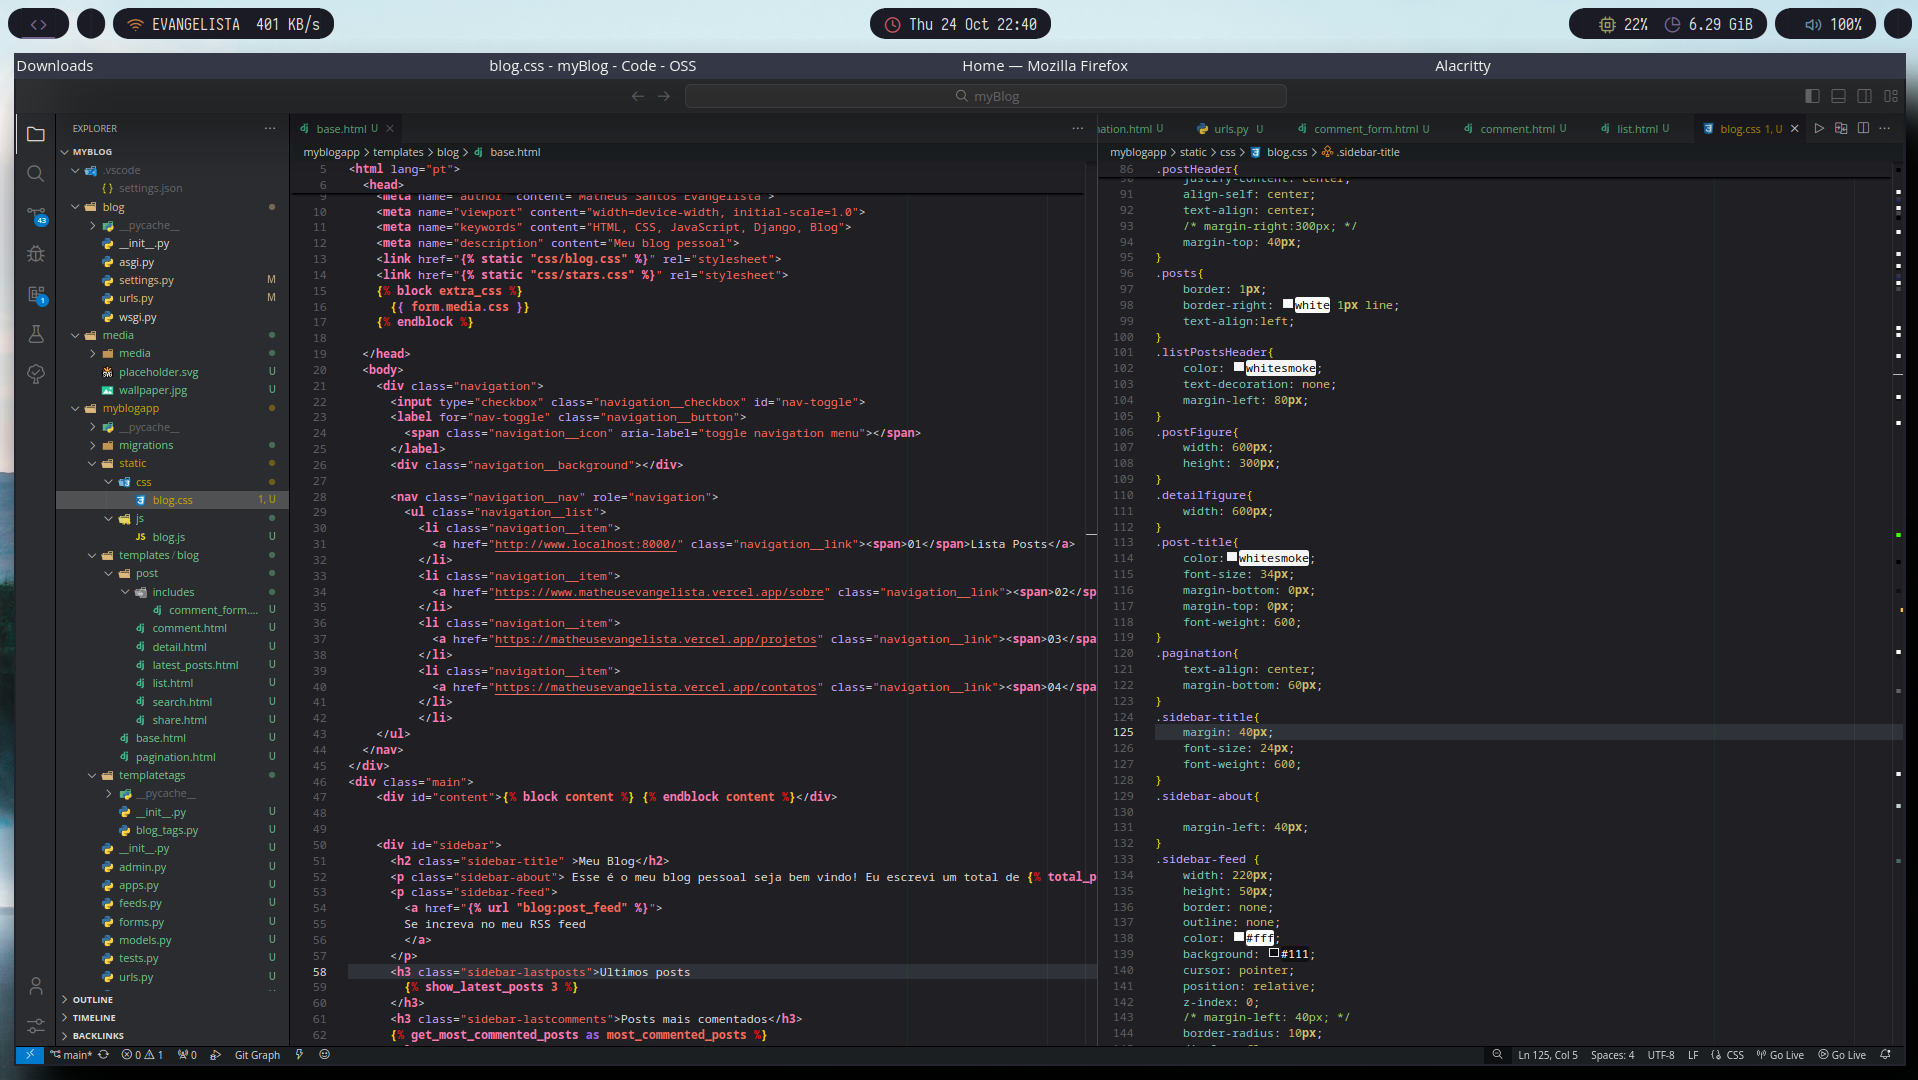 <> EVANGELISTA 401 KB/s Thu 24 Oct 22:40 22% 6.29 GiB 100%
Downloads blog.css - myBlog - Code - OSS Home — Mozilla Firefox Alacritty
myBlog
EXPLORER ···
MYBLOG
.vscode
{} settings.json
blog
__pycache__
__init__.py
asgi.py
settings.py M
urls.py M
wsgi.py
media
media
placeholder.svg U
wallpaper.jpg U
myblogapp
__pycache__
migrations
static
css
blog.css 1, U
js
JS blog.js U
templates/blog
post
includes
dj comment_form.... U
dj comment.html U
dj detail.html U
dj latest_posts.html U
dj list.html U
dj search.html U
dj share.html U
dj base.html U
dj pagination.html U
templatetags
__pycache__
__init__.py U
blog_tags.py U
__init__.py U
admin.py U
apps.py U
feeds.py U
forms.py U
models.py U
tests.py U
urls.py U
OUTLINE
TIMELINE
BACKLINKS
43
1
dj base.html U ×
···
myblogapp > templates > blog > dj base.html
5 <html lang="pt">
6 <head>
9 <meta name="author" content="Matheus Santos Evangelista">
10 <meta name="viewport" content="width=device-width, initial-scale=1.0">
11 <meta name="keywords" content="HTML, CSS, JavaScript, Django, Blog">
12 <meta name="description" content="Meu blog pessoal">
13 <link href="{% static "css/blog.css" %}" rel="stylesheet">
14 <link href="{% static "css/stars.css" %}" rel="stylesheet">
15 {% block extra_css %}
16 {{ form.media.css }}
17 {% endblock %}
18
19 </head>
20 <body>
21 <div class="navigation">
22 <input type="checkbox" class="navigation__checkbox" id="nav-toggle">
23 <label for="nav-toggle" class="navigation__button">
24 <span class="navigation__icon" aria-label="toggle navigation menu"></span>
25 </label>
26 <div class="navigation__background"></div>
27
28 <nav class="navigation__nav" role="navigation">
29 <ul class="navigation__list">
30 <li class="navigation__item">
31 <a href="http://www.localhost:8000/" class="navigation__link"><span>01</span>Lista Posts</a>
32 </li>
33 <li class="navigation__item">
34 <a href="https://www.matheusevangelista.vercel.app/sobre" class="navigation__link"><span>02</sp
35 </li>
36 <li class="navigation__item">
37 <a href="https://matheusevangelista.vercel.app/projetos" class="navigation__link"><span>03</spa
38 </li>
39 <li class="navigation__item">
40 <a href="https://matheusevangelista.vercel.app/contatos" class="navigation__link"><span>04</spa
41 </li>
42 </li>
43 </ul>
44 </nav>
45 </div>
46 <div class="main">
47 <div id="content">{% block content %} {% endblock content %}</div>
48
49
50 <div id="sidebar">
51 <h2 class="sidebar-title" >Meu Blog</h2>
52 <p class="sidebar-about"> Esse é o meu blog pessoal seja bem vindo! Eu escrevi um total de {% total_p
53 <p class="sidebar-feed">
54 <a href="{% url "blog:post_feed" %}">
55 Se increva no meu RSS feed
56 </a>
57 </p>
58 <h3 class="sidebar-lastposts">Ultimos posts
59 {% show_latest_posts 3 %}
60 </h3>
61 <h3 class="sidebar-lastcomments">Posts mais comentados</h3>
62 {% get_most_commented_posts as most_commented_posts %}
ation.html U urls.py U dj comment_form.html U dj comment.html U dj list.html U blog.css 1, U × ···
myblogapp > static > css > blog.css > .sidebar-title
86 .postHeader{
90 justify-content: center;
91 align-self: center;
92 text-align: center;
93 /* margin-right:300px; */
94 margin-top: 40px;
95 }
96 .posts{
97 border: 1px;
98 border-right: white 1px line;
99 text-align:left;
100 }
101 .listPostsHeader{
102 color: whitesmoke;
103 text-decoration: none;
104 margin-left: 80px;
105 }
106 .postFigure{
107 width: 600px;
108 height: 300px;
109 }
110 .detailfigure{
111 width: 600px;
112 }
113 .post-title{
114 color: whitesmoke;
115 font-size: 34px;
116 margin-bottom: 0px;
117 margin-top: 0px;
118 font-weight: 600;
119 }
120 .pagination{
121 text-align: center;
122 margin-bottom: 60px;
123 }
124 .sidebar-title{
125 margin: 40px;
126 font-size: 24px;
127 font-weight: 600;
128 }
129 .sidebar-about{
130
131 margin-left: 40px;
132 }
133 .sidebar-feed {
134 width: 220px;
135 height: 50px;
136 border: none;
137 outline: none;
138 color: #fff;
139 background: #111;
140 cursor: pointer;
141 position: relative;
142 z-index: 0;
143 /* margin-left: 40px; */
144 border-radius: 10px;
main* 0 1 0 Git Graph Ln 125, Col 5 Spaces: 4 UTF-8 LF CSS Go Live Go Live